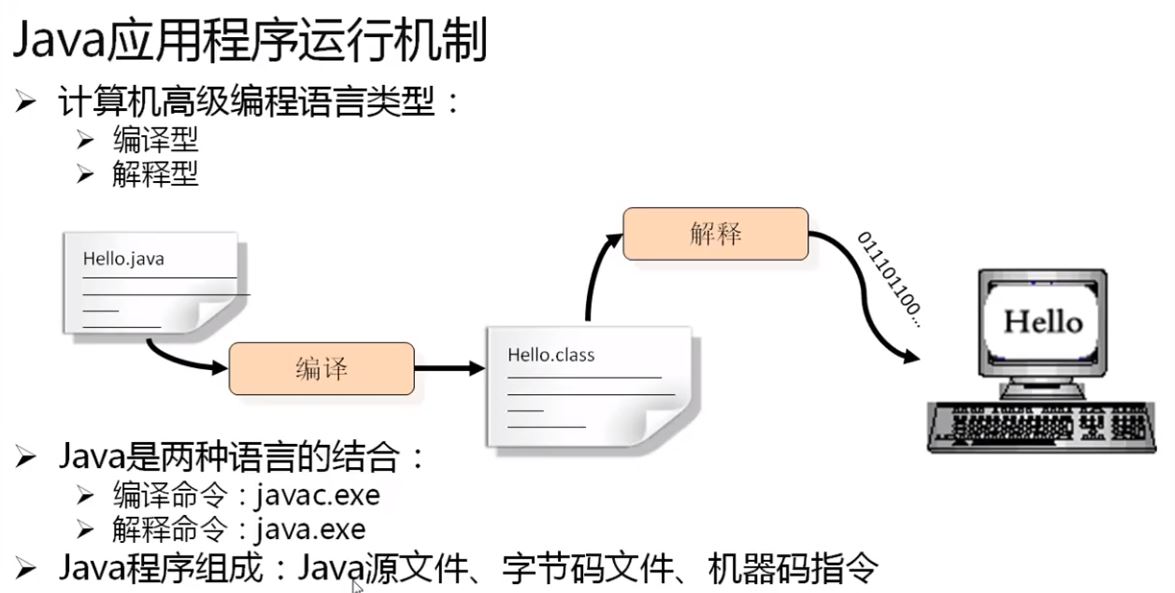 Java应用程序运行机制
计算机高级编程语言类型：
编译型
解释型
Hello.java
编译
Hello.class
解释
011101100...
Hello
Java是两种语言的结合：
编译命令：javac.exe
解释命令：java.exe
Java程序组成：Java源文件、字节码文件、机器码指令